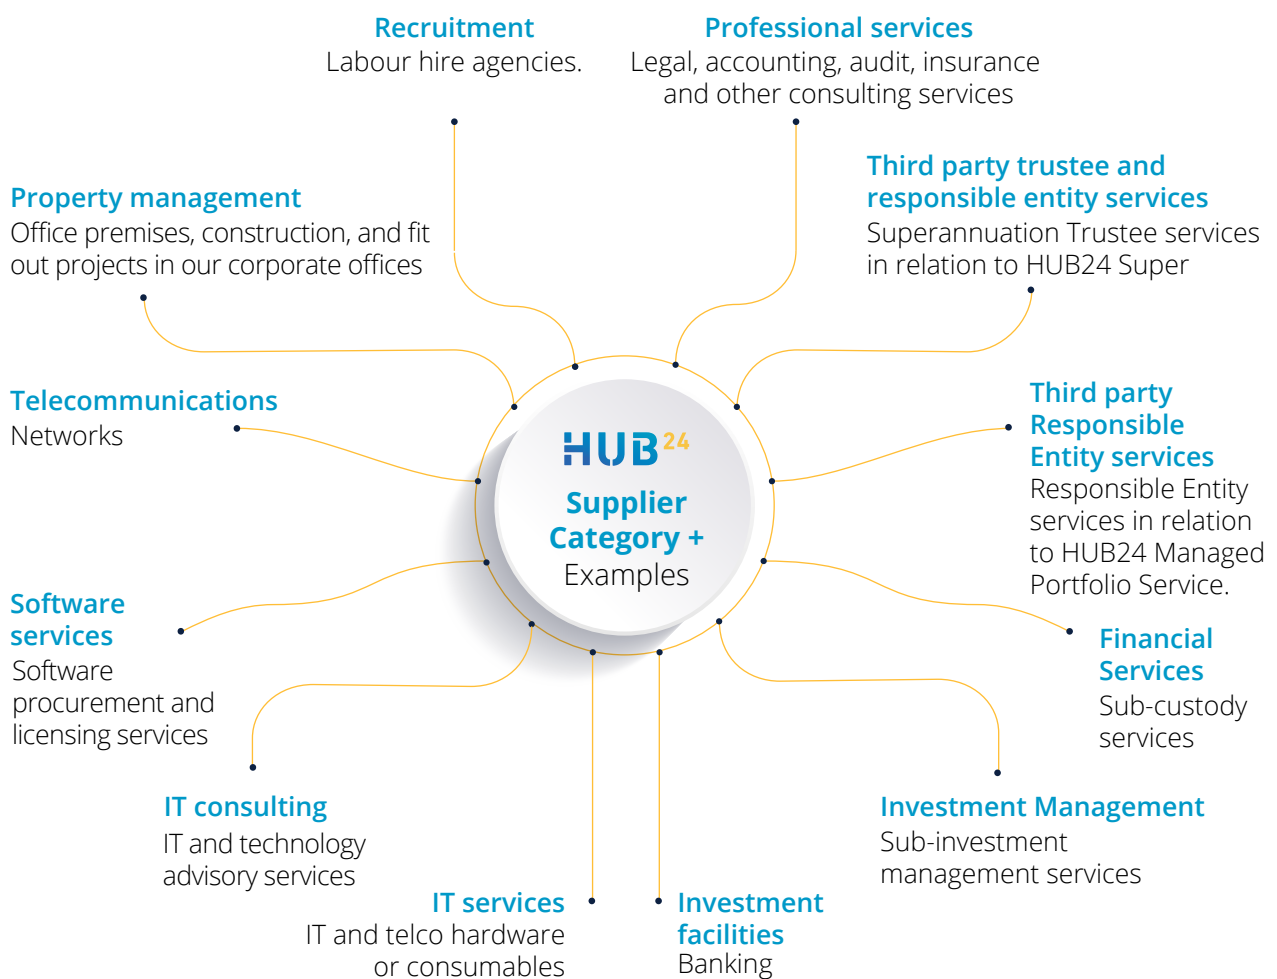 Recruitment
Labour hire agencies.
Professional services
Legal, accounting, audit, insurance
and other consulting services
Property management
Office premises, construction, and fit
out projects in our corporate offices
Third party trustee and
responsible entity services
Superannuation Trustee services
in relation to HUB24 Super
Telecommunications
Networks
Third party
Responsible
Entity services
Responsible Entity
services in relation
to HUB24 Managed
Portfolio Service.
HUB24
Supplier
Category +
Examples
Software
services
Software
procurement and
licensing services
Financial
Services
Sub-custody
services
IT consulting
IT and technology
advisory services
Investment Management
Sub-investment
management services
IT services
IT and telco hardware
or consumables
Investment
facilities
Banking